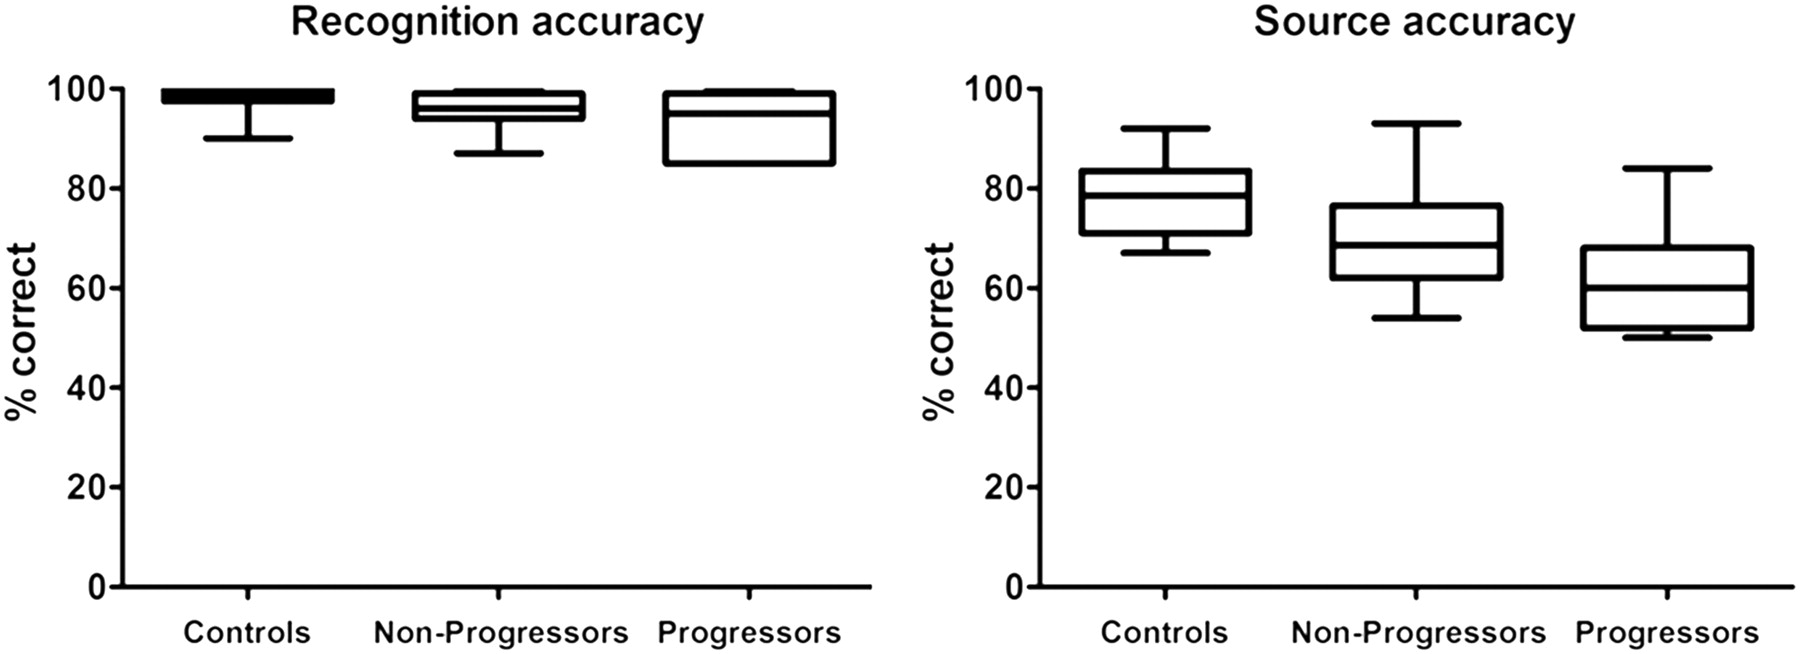 Recognition accuracy
% correct
100
80
60
40
20
0
Controls
Non-Progressors
Progressors
Source accuracy
% correct
100
80
60
40
20
0
Controls
Non-Progressors
Progressors